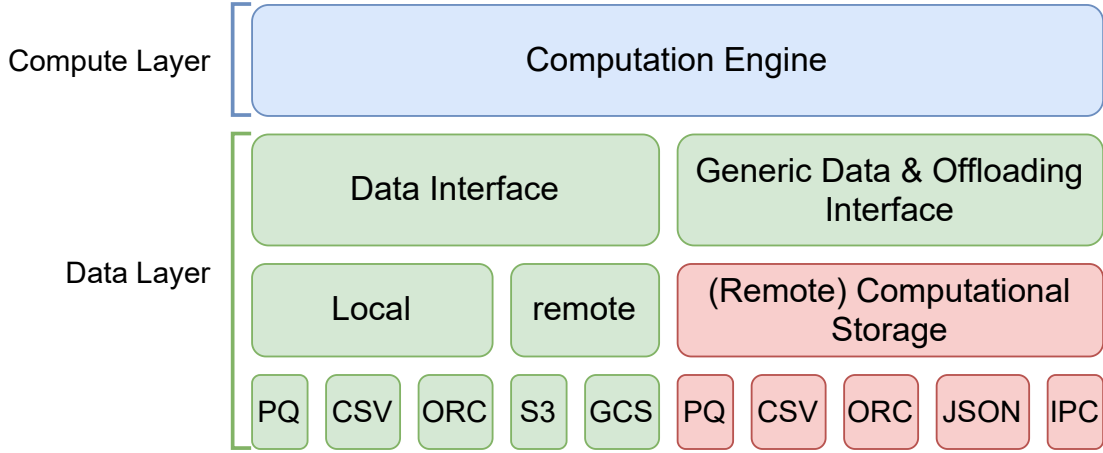 Compute Layer
Computation Engine
Data Layer
Data Interface
Generic Data & Offloading
Interface
Local
remote
(Remote) Computational
Storage
PQ
CSV
ORC
S3
GCS
PQ
CSV
ORC
JSON
IPC